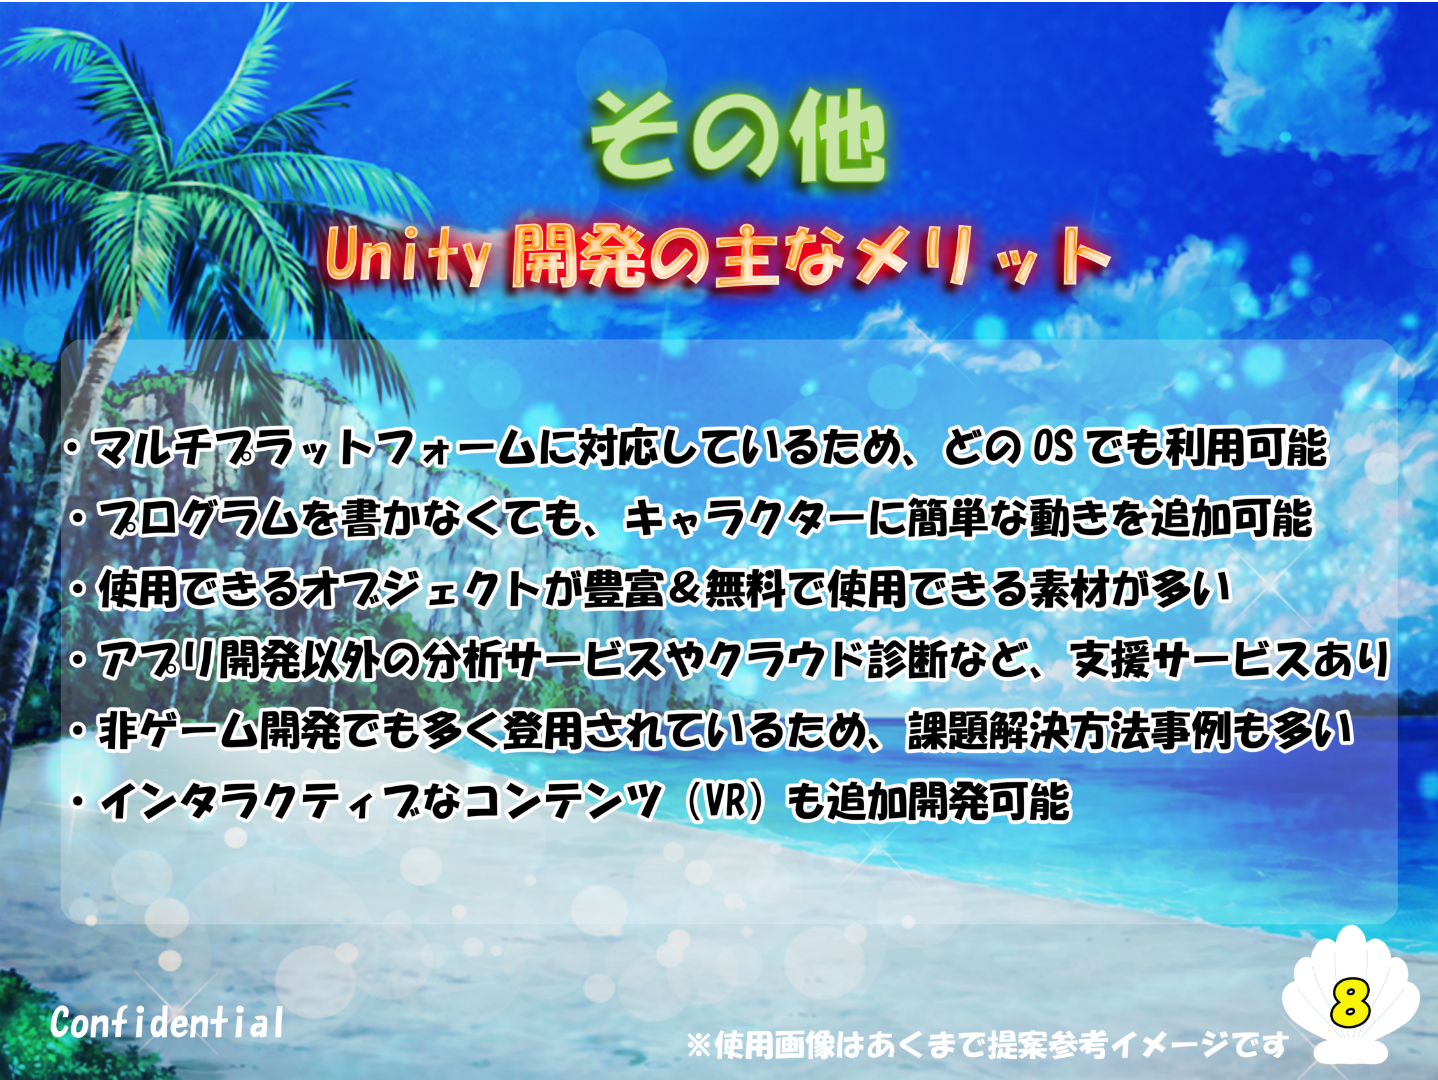 その他
Unity開発の主なメリット
・マルチプラットフォームに対応しているため、どのOSでも利用可能
・プログラムを書かなくても、キャラクターに簡単な動きを追加可能
・使用できるオブジェクトが豊富&無料で使用できる素材が多い
・アプリ開発以外の分析サービスやクラウド診断など、支援サービスあり
・非ゲーム開発でも多く登用されているため、課題解決方法事例も多い
・インタラクティブなコンテンツ(VR)も追加開発可能
Confidential
※使用画像はあくまで提案参考イメージです
8